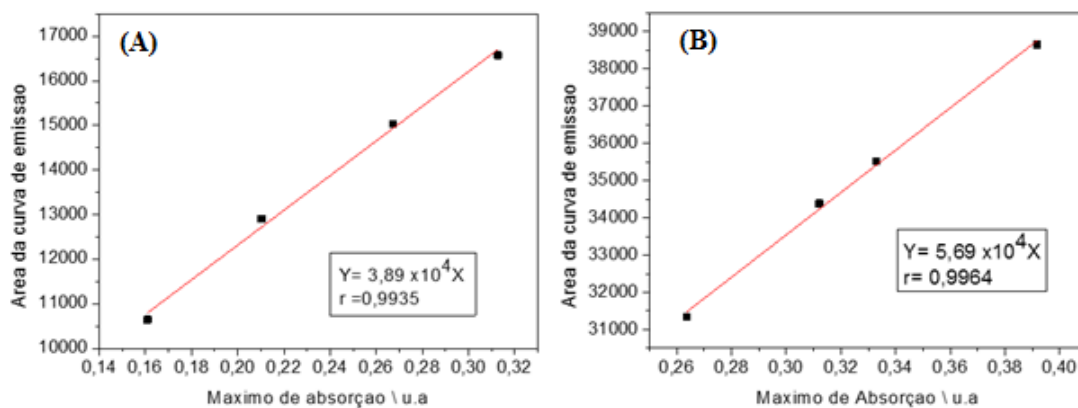 (A)
Area da curva de emissao
17000
16000
15000
14000
13000
12000
11000
10000
0,14 0,16 0,18 0,20 0,22 0,24 0,26 0,28 0,30 0,32
Maximo de absorçao \ u.a
Y= 3,89 x10^4X
r =0,9935
(B)
Area da curva de emissao
39000
38000
37000
36000
35000
34000
33000
32000
31000
0,26 0,28 0,30 0,32 0,34 0,36 0,38 0,40
Maximo de Absorçao \ u.a
Y= 5,69 x10^4X
r= 0,9964